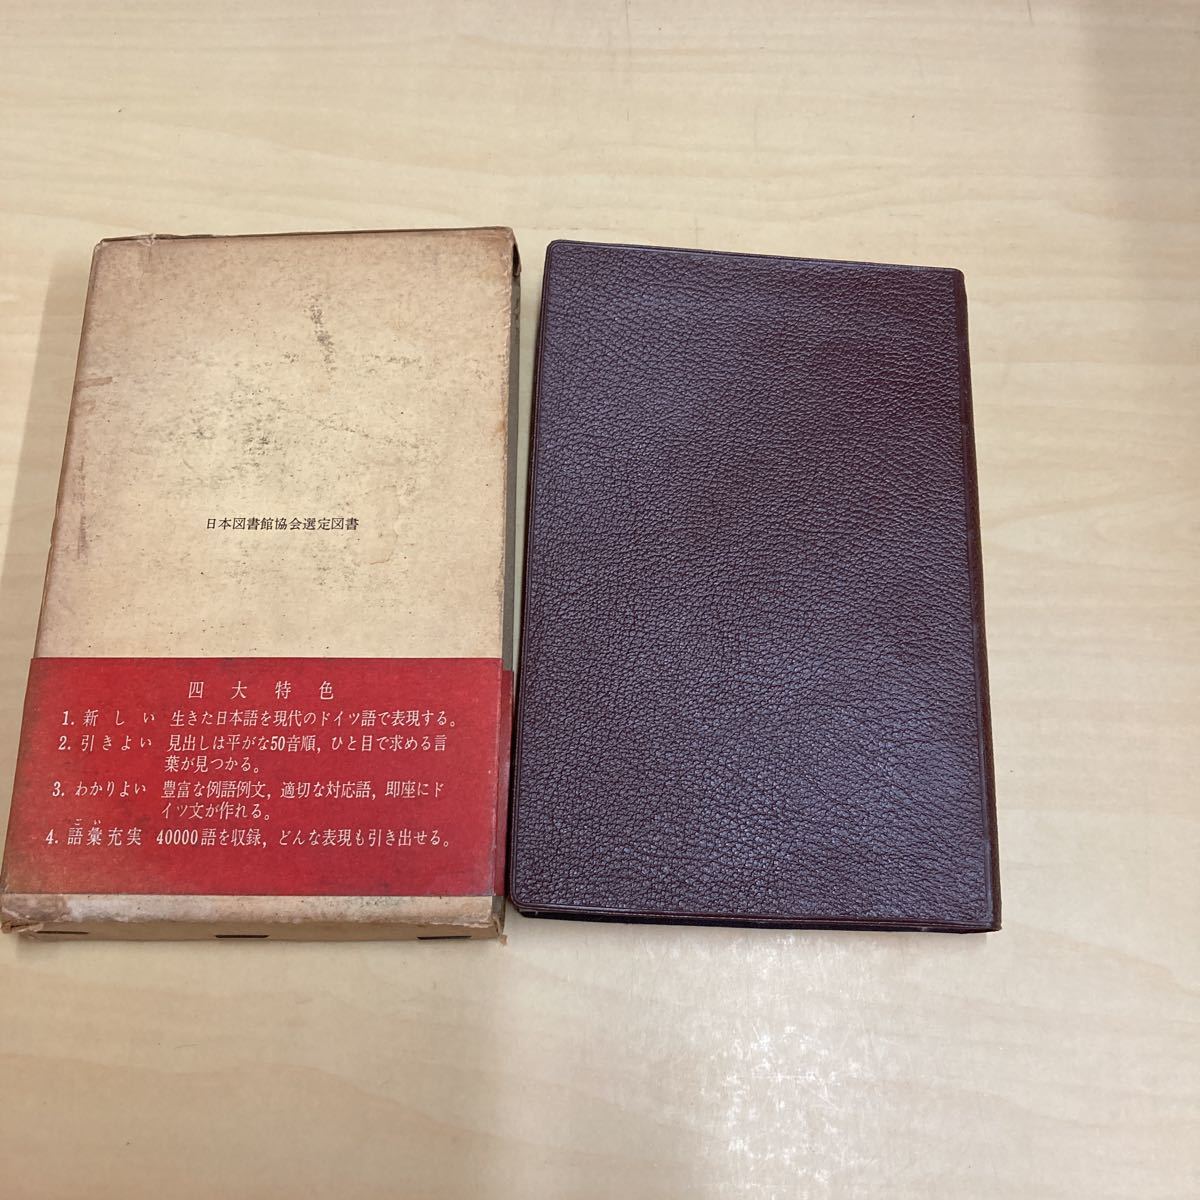 日本図書館協会選定図書
四大特色
1. 新しい 生きた日本語を現代のドイツ語で表現する。
2. 引きよい 見出しは平がな50音順，ひと目で求める言
葉が見つかる。
3. わかりよい 豊富な例語例文，適切な対応語，即座にド
イツ文が作れる。
ごい
4. 語彙充実 40000語を収録，どんな表現も引き出せる。